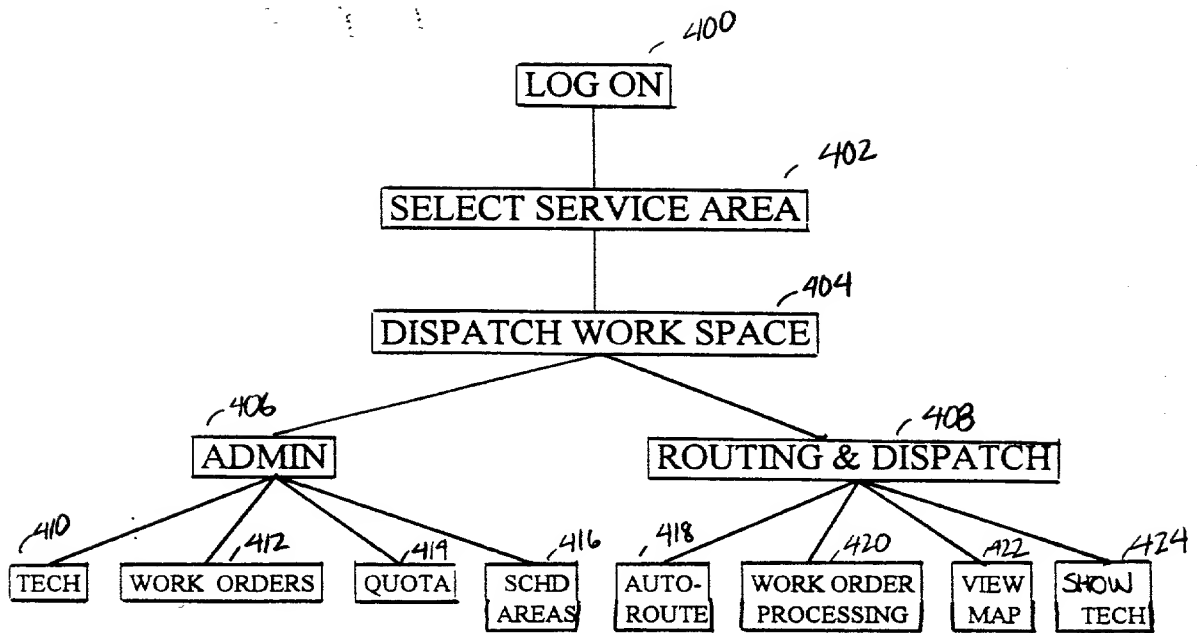 400
LOG ON
402
SELECT SERVICE AREA
404
DISPATCH WORK SPACE
406
408
ADMIN
ROUTING & DISPATCH
410
412
414
416
418
420
422
424
TECH
WORK ORDERS
QUOTA
SCHD
AREAS
AUTO-
ROUTE
WORK ORDER
PROCESSING
VIEW
MAP
SHOW
TECH